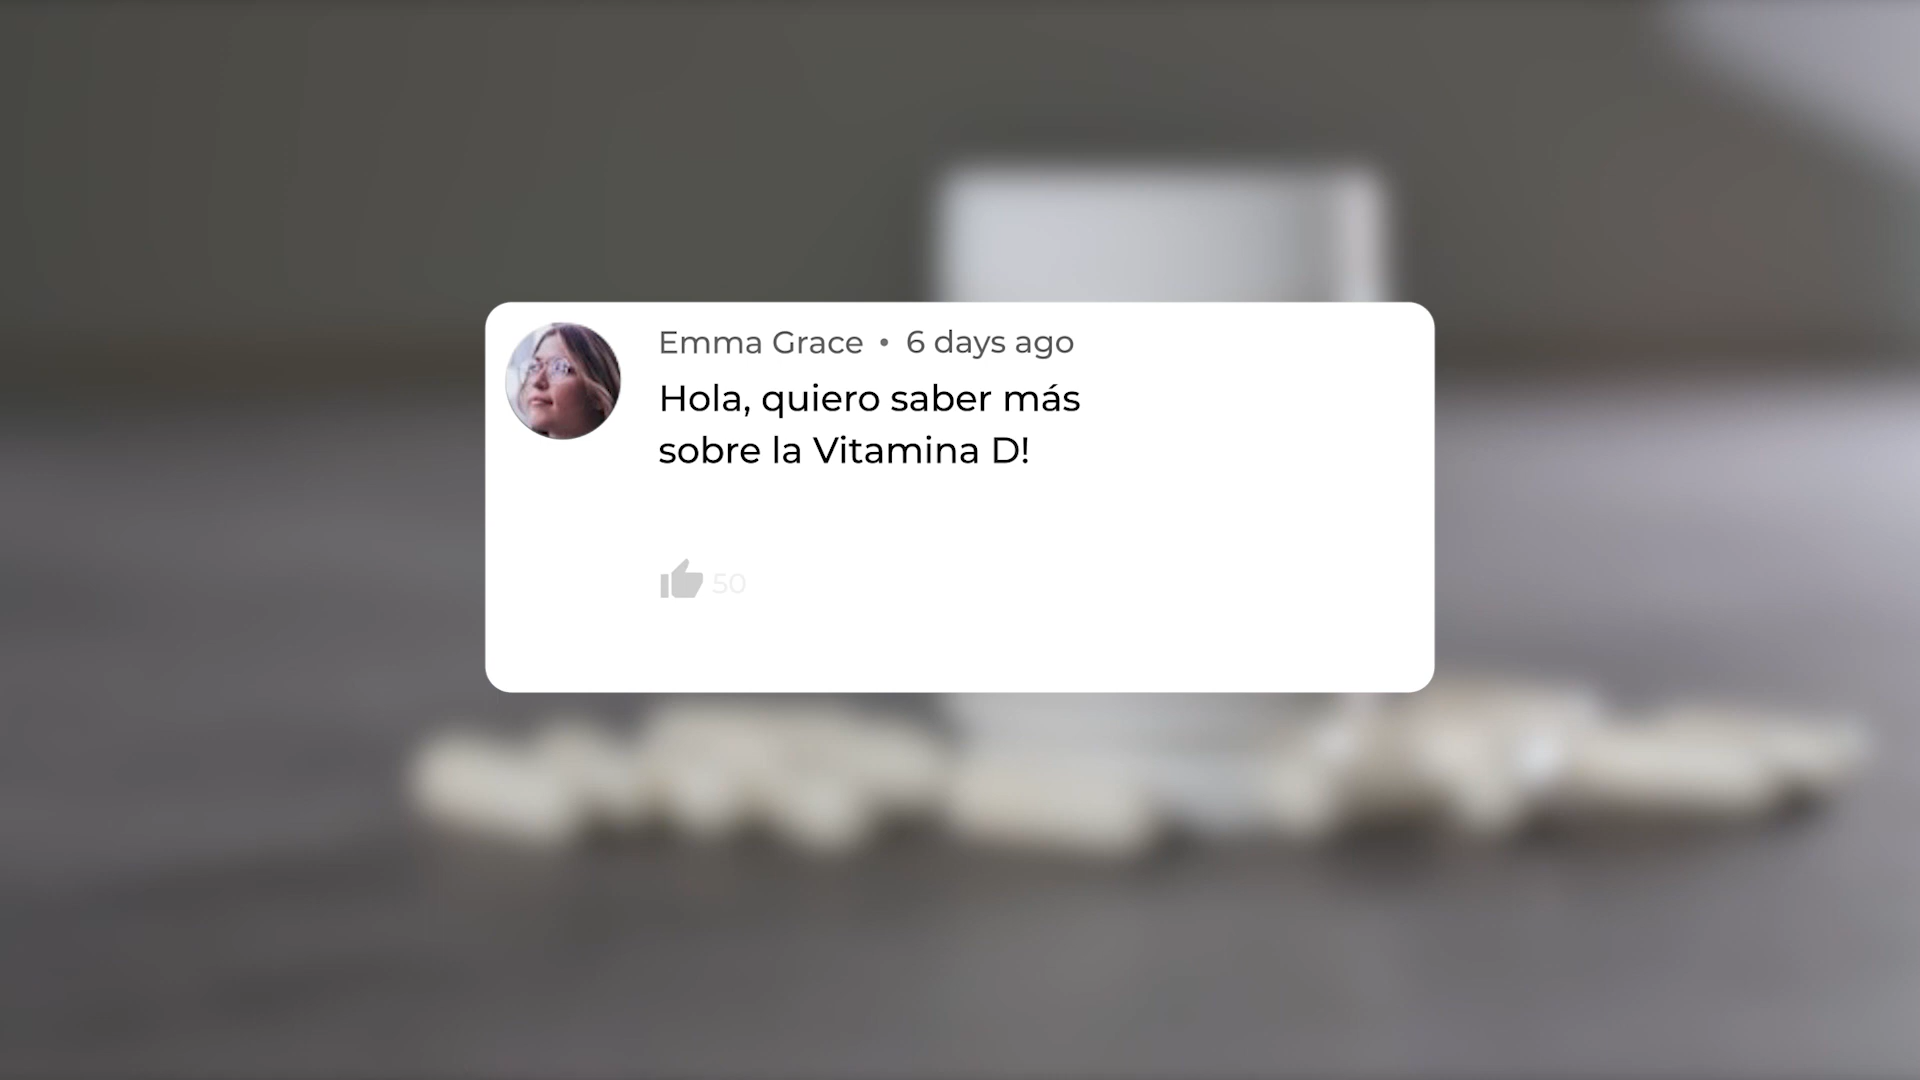 Emma Grace • 6 days ago
Hola, quiero saber más
sobre la Vitamina D!
50